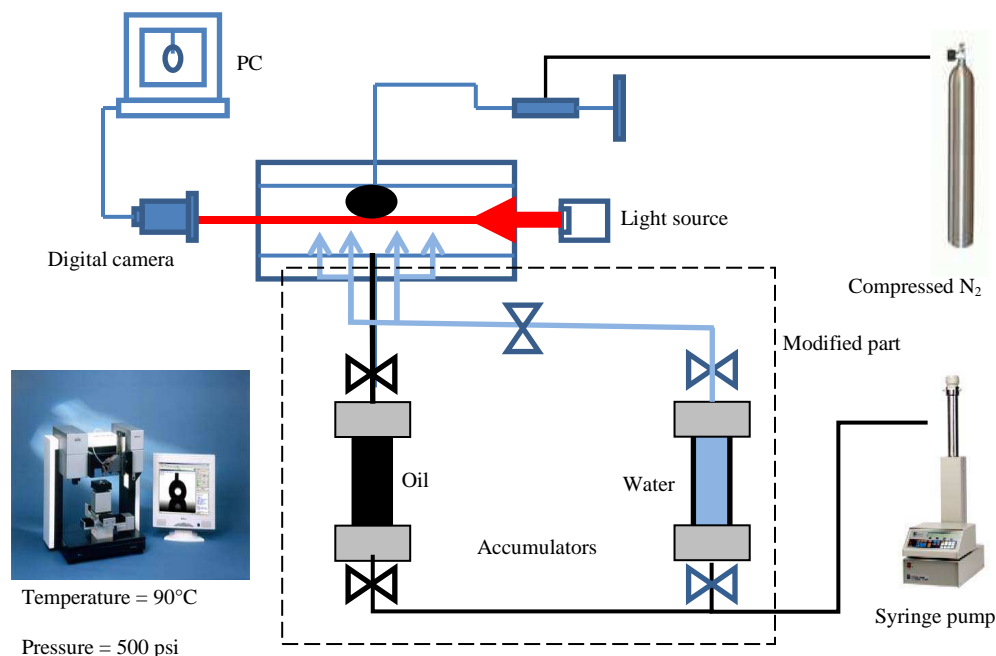 PC
Light source
Digital camera
Compressed N₂
Modified part
Oil
Water
Accumulators
Temperature = 90°C
Pressure = 500 psi
Syringe pump